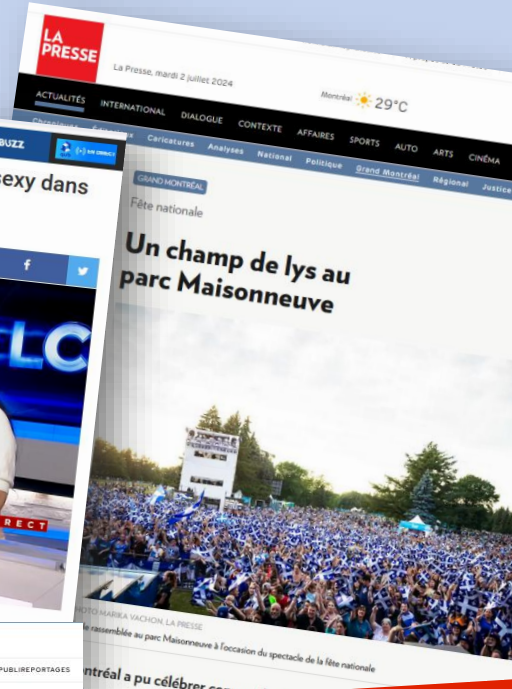 LA
PRESSE
La Presse, mardi 2 juillet 2024
Montréal 29°C
ACTUALITÉS INTERNATIONAL DIALOGUE CONTEXTE AFFAIRES SPORTS AUTO ARTS CINÉMA
Caricatures Analyses National Politique Grand Montréal Régional Justice
GRAND MONTRÉAL
Fête nationale
Un champ de lys au
parc Maisonneuve
MARIKA VACHON, LA PRESSE
rassemblée au parc Maisonneuve à l'occasion du spectacle de la fête nationale
ntréal a pu célébrer
BUZZ
sexy dans
f
LC
RECT
PUBLIREPORTAGES